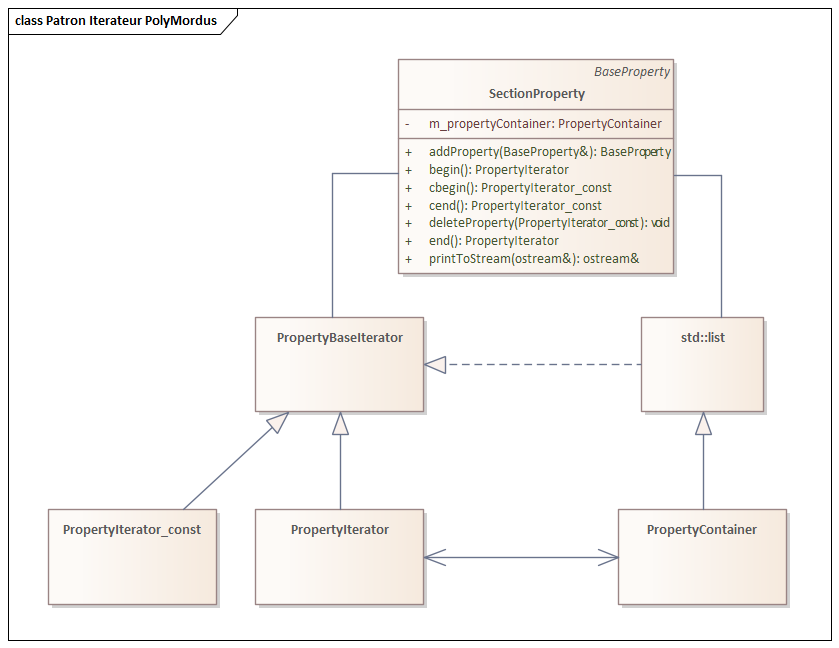 class Patron Iterateur PolyMordus
BaseProperty
SectionProperty
- m_propertyContainer: PropertyContainer
+ addProperty(BaseProperty&): BaseProperty
+ begin(): PropertyIterator
+ cbegin(): PropertyIterator_const
+ cend(): PropertyIterator_const
+ deleteProperty(PropertyIterator_const): void
+ end(): PropertyIterator
+ printToStream(ostream&): ostream&
PropertyBaseIterator
std::list
PropertyIterator_const
PropertyIterator
PropertyContainer